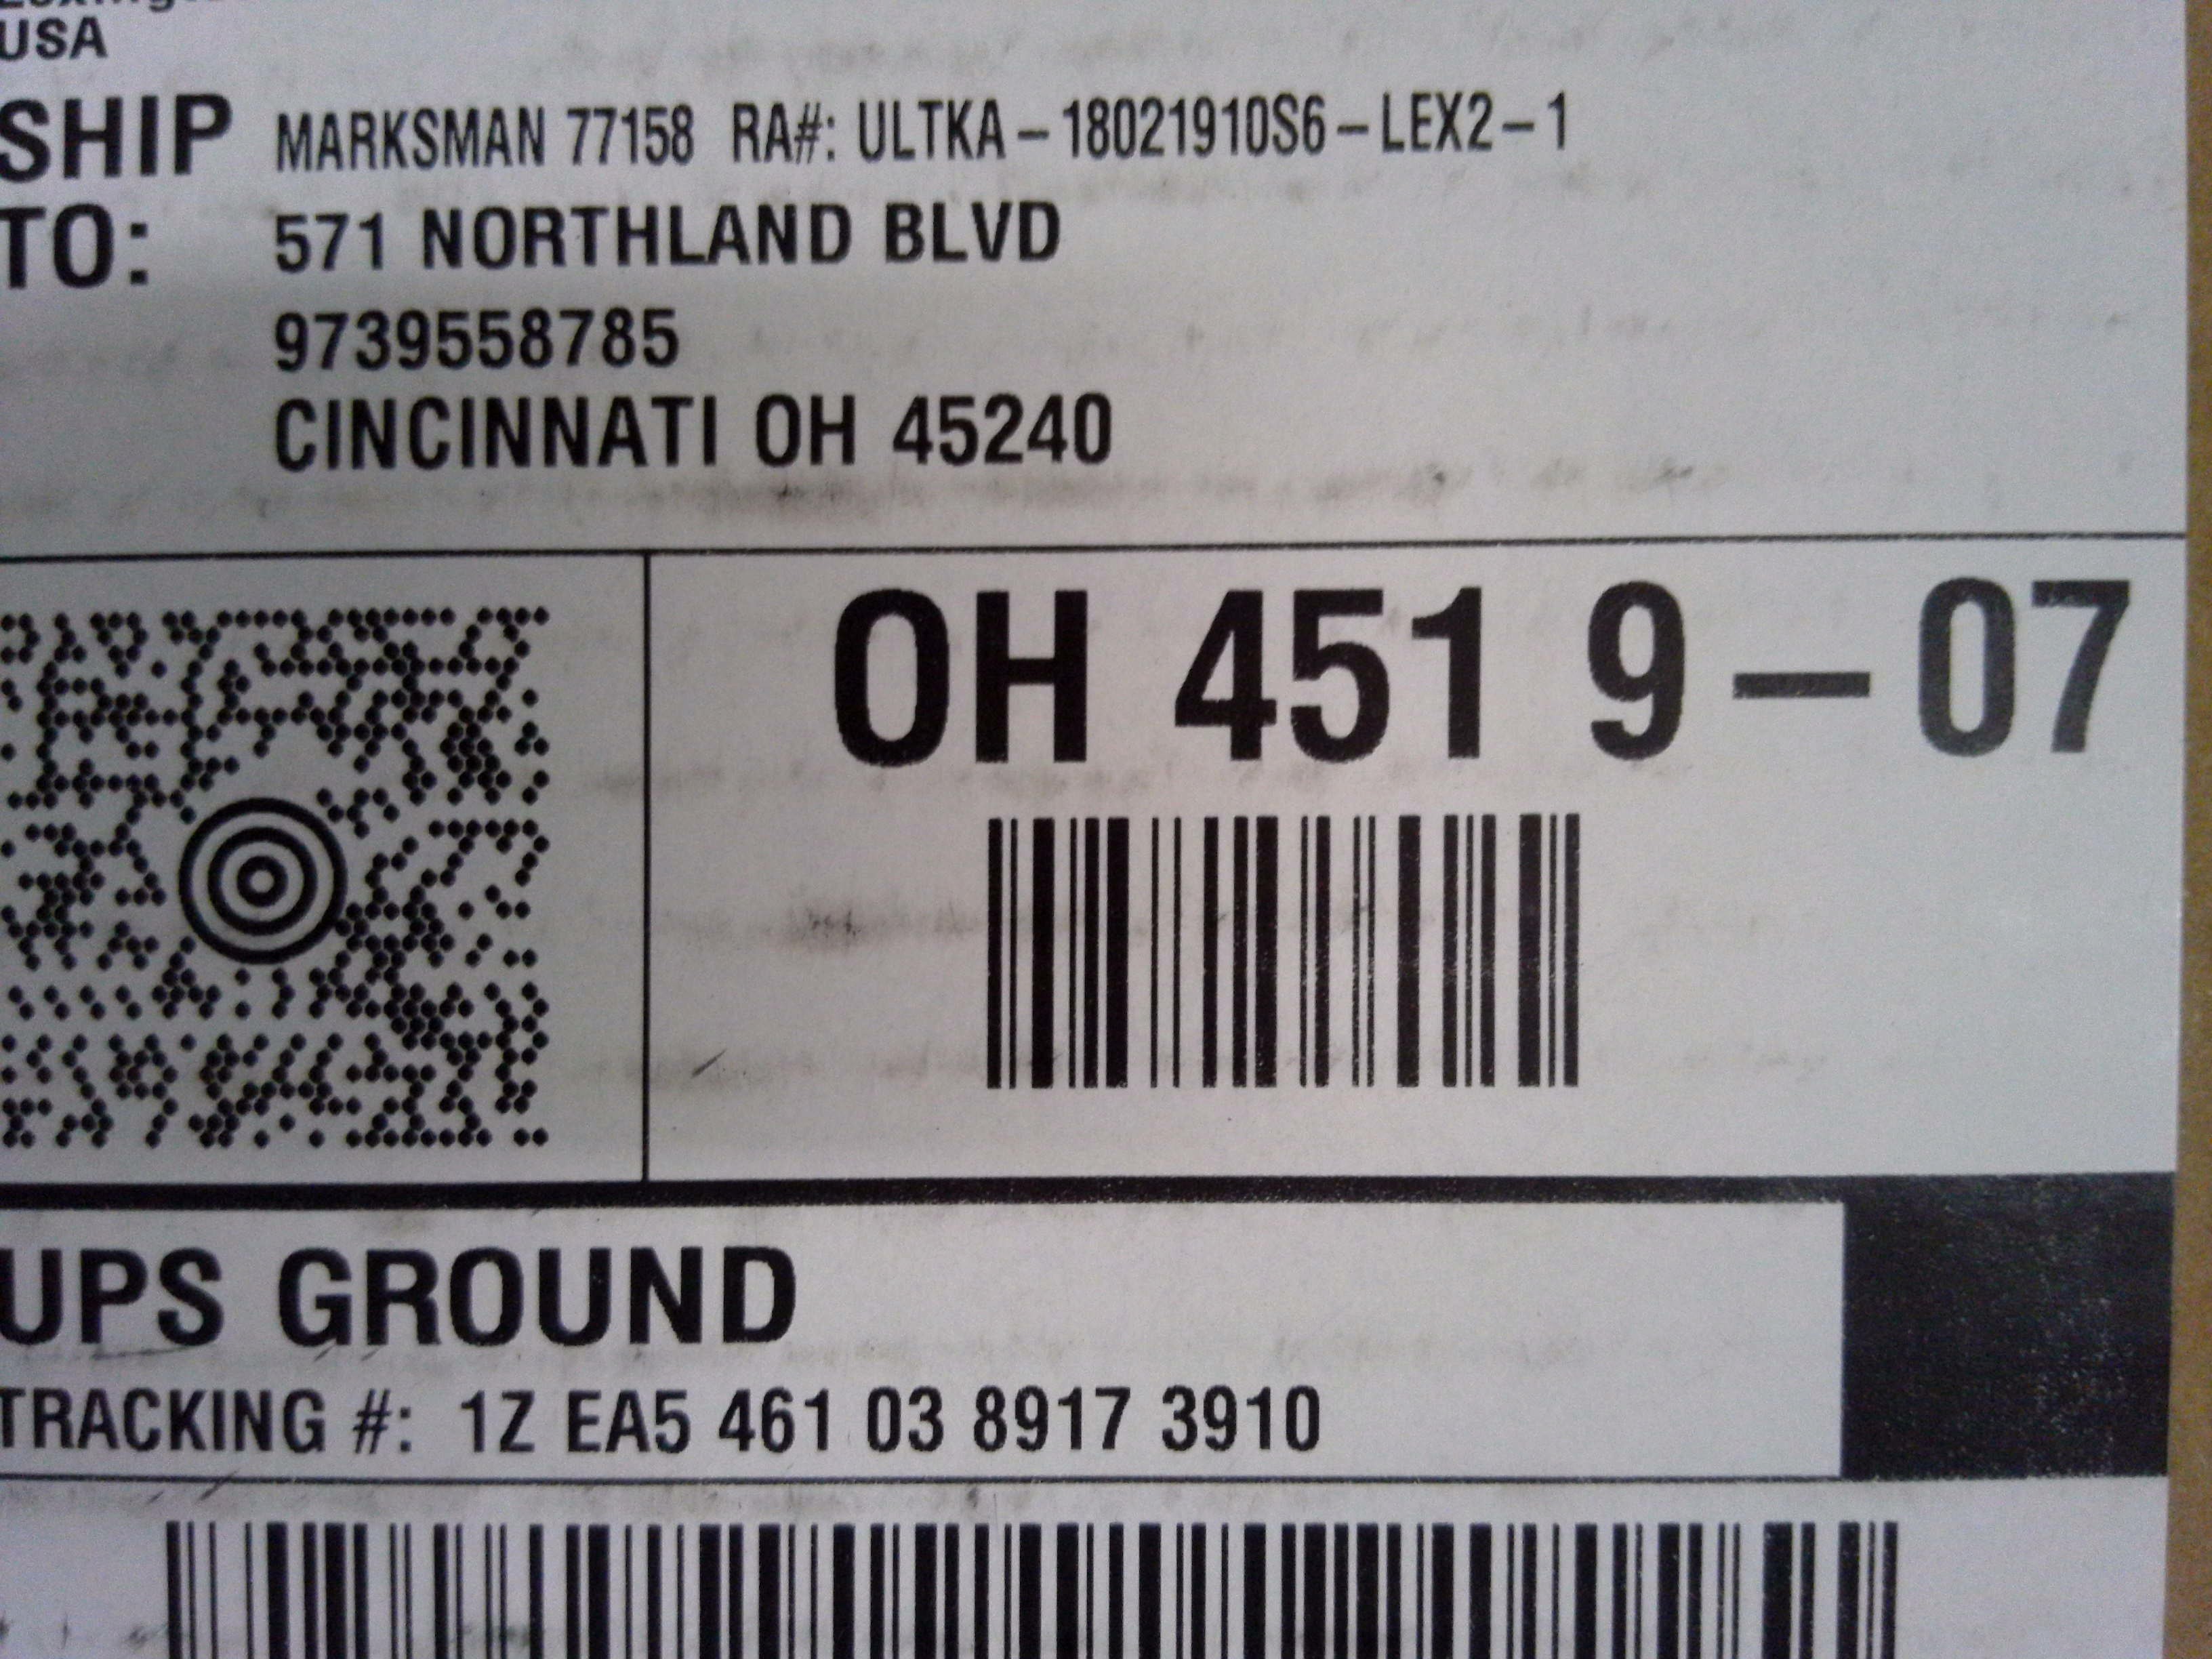 USA
SHIP MARKSMAN 77158 RA#: ULTKA-18021910S6-LEX2-1
TO: 571 NORTHLAND BLVD
9739558785
CINCINNATI OH 45240
OH 451 9-07
UPS GROUND
TRACKING #: 1Z EA5 461 03 8917 3910